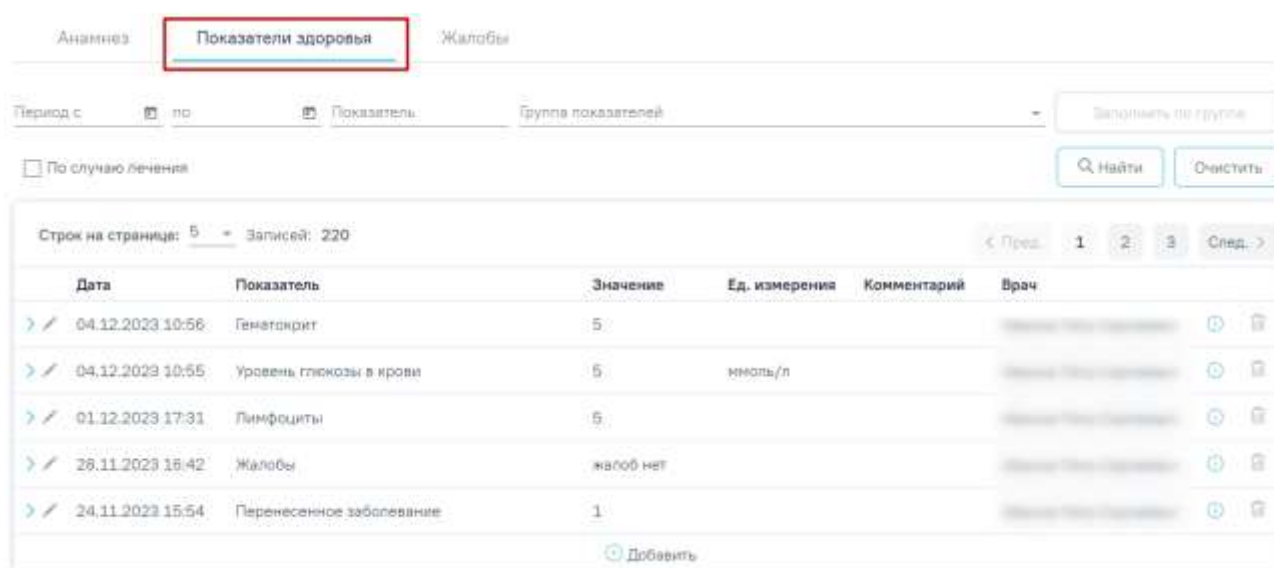 Анамнез Показатели здоровья Жалобы
Период с по Показатель Группа показателей Заполнить по группе
По случаю лечения Найти Очистить
Строк на странице: 5 Записей: 220 < Пред. 1 2 3 След. >
Дата Показатель Значение Ед. измерения Комментарий Врач
04.12.2023 10:56 Гематокрит 5
04.12.2023 10:55 Уровень глюкозы в крови 5 ммоль/л
01.12.2023 17:31 Лимфоциты 5
28.11.2023 16:42 Жалобы жалоб нет
24.11.2023 15:54 Перенесенное заболевание 1
Добавить